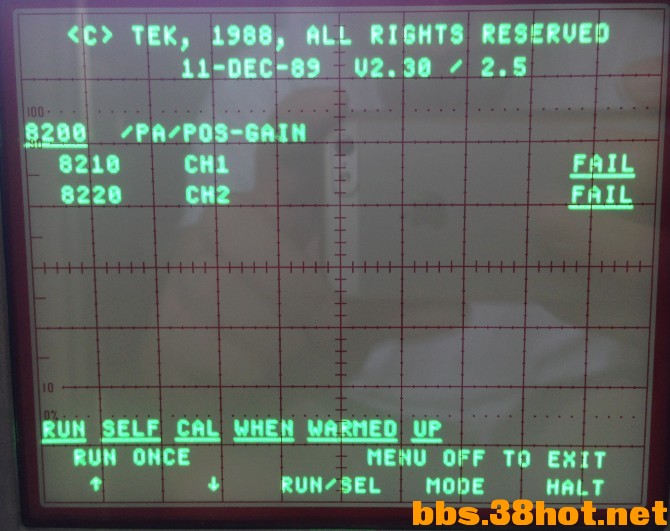 <C> TEK, 1988, ALL RIGHTS RESERVED
11-DEC-89 V2.30 / 2.5
100
90
8200 /PA/POS-GAIN
8210 CH1 FAIL
8220 CH2 FAIL
10
0%
RUN SELF CAL WHEN WARMED UP
RUN ONCE MENU OFF TO EXIT
↑ ↓ RUN/SEL MODE HALT
bbs.38hot.net